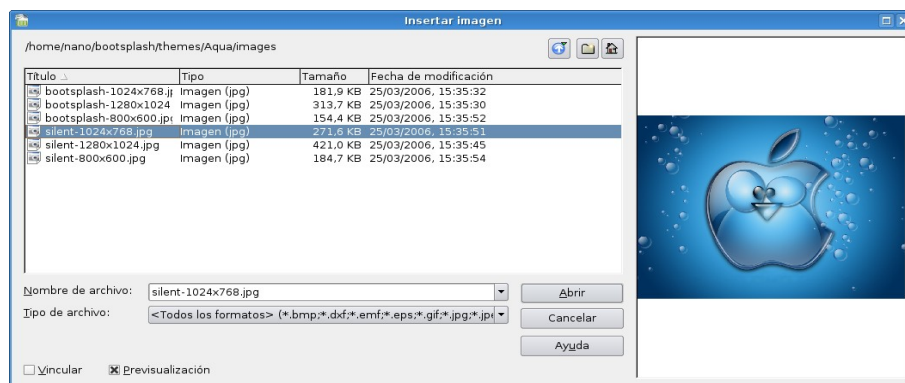 Insertar imagen
/home/nano/bootsplash/themes/Aqua/images
Título Tipo Tamaño Fecha de modificación
bootsplash-1024x768.j Imagen (jpg) 181,9 KB 25/03/2006, 15:35:32
bootsplash-1280x1024 Imagen (jpg) 313,7 KB 25/03/2006, 15:35:30
bootsplash-800x600.jp Imagen (jpg) 154,4 KB 25/03/2006, 15:35:52
silent-1024x768.jpg Imagen (jpg) 271,6 KB 25/03/2006, 15:35:51
silent-1280x1024.jpg Imagen (jpg) 421,0 KB 25/03/2006, 15:35:45
silent-800x600.jpg Imagen (jpg) 184,7 KB 25/03/2006, 15:35:54
Nombre de archivo: silent-1024x768.jpg Abrir
Tipo de archivo: <Todos los formatos> (*.bmp;*.dxf;*.emf;*.eps;*.gif;*.jpg;*.jpe Cancelar
Ayuda
Vincular Previsualización